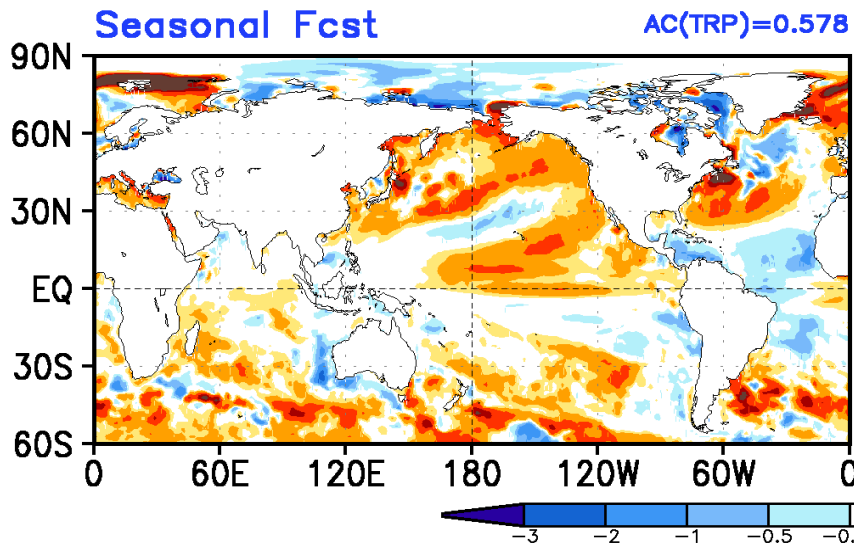 Seasonal Fcst AC(TRP)=0.578
90N
60N
30N
EQ
30S
60S
0 60E 120E 180 120W 60W 0
-3 -2 -1 -0.5 -0.